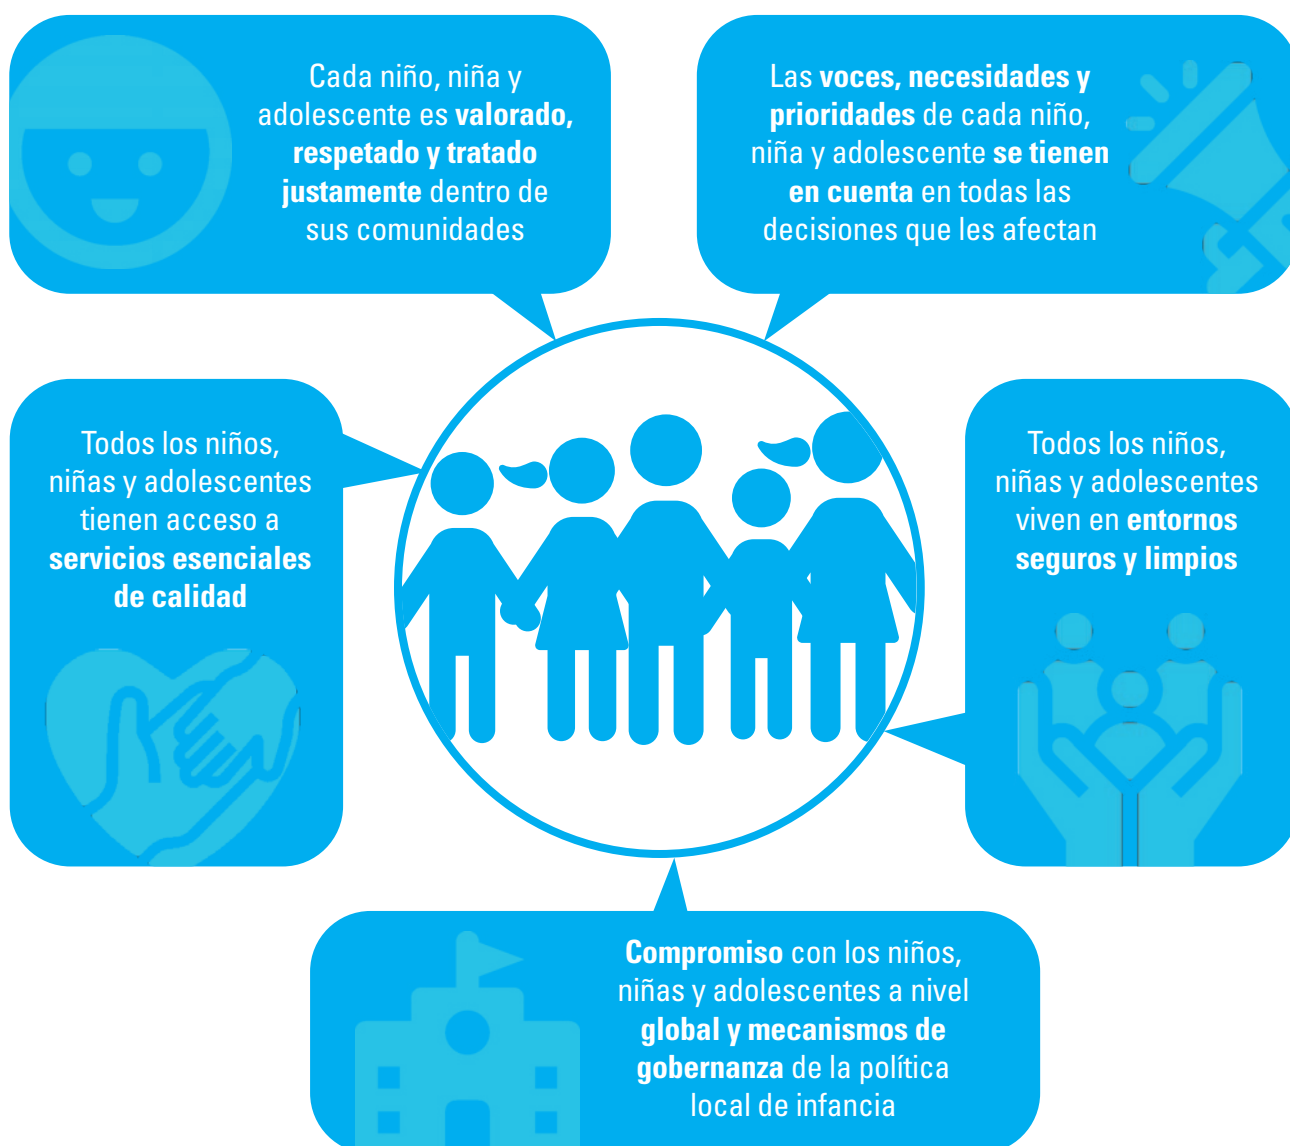 Cada niño, niña y
adolescente es valorado,
respetado y tratado
justamente dentro de
sus comunidades
Las voces, necesidades y
prioridades de cada niño,
niña y adolescente se tienen
en cuenta en todas las
decisiones que les afectan
Todos los niños,
niñas y adolescentes
tienen acceso a
servicios esenciales
de calidad
Todos los niños,
niñas y adolescentes
viven en entornos
seguros y limpios
Compromiso con los niños,
niñas y adolescentes a nivel
global y mecanismos de
gobernanza de la política
local de infancia